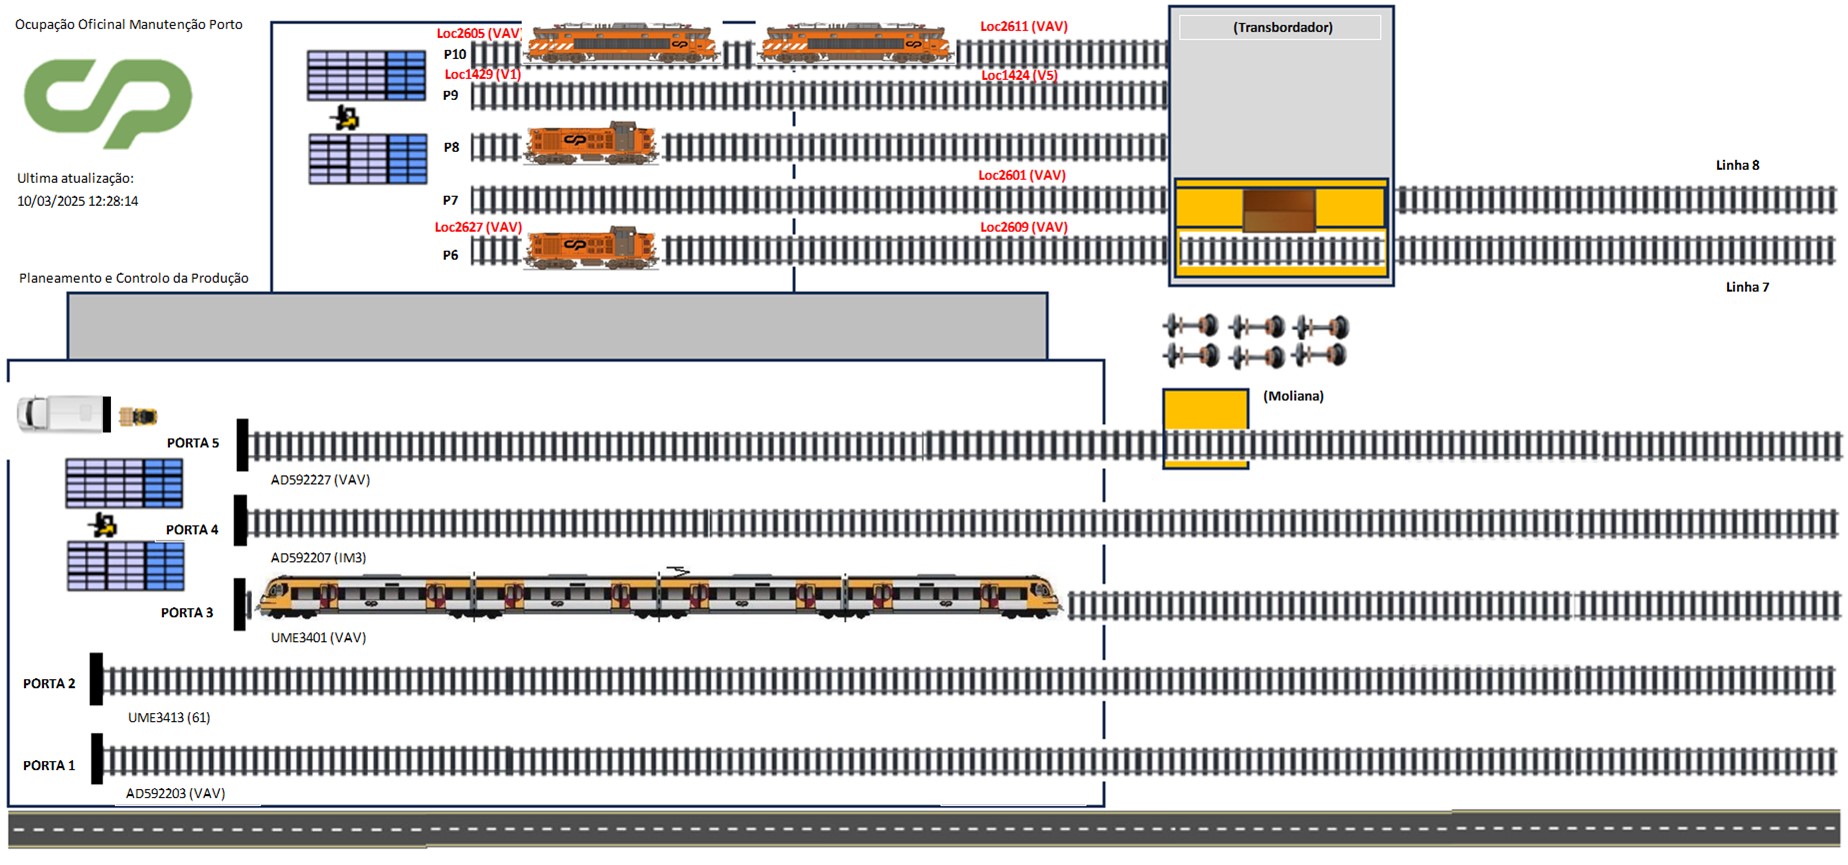 Ocupação Oficinal Manutenção Porto
CP
Ultima atualização:
10/03/2025 12:28:14
Planeamento e Controlo da Produção
Loc2605 (VAV)
Loc2611 (VAV)
P10
Loc1429 (V1)
Loc1424 (V5)
P9
P8
Loc2601 (VAV)
P7
Loc2627 (VAV)
Loc2609 (VAV)
P6
(Transbordador)
Linha 8
Linha 7
(Moliana)
PORTA 5
AD592227 (VAV)
PORTA 4
AD592207 (IM3)
PORTA 3
UME3401 (VAV)
PORTA 2
UME3413 (61)
PORTA 1
AD592203 (VAV)